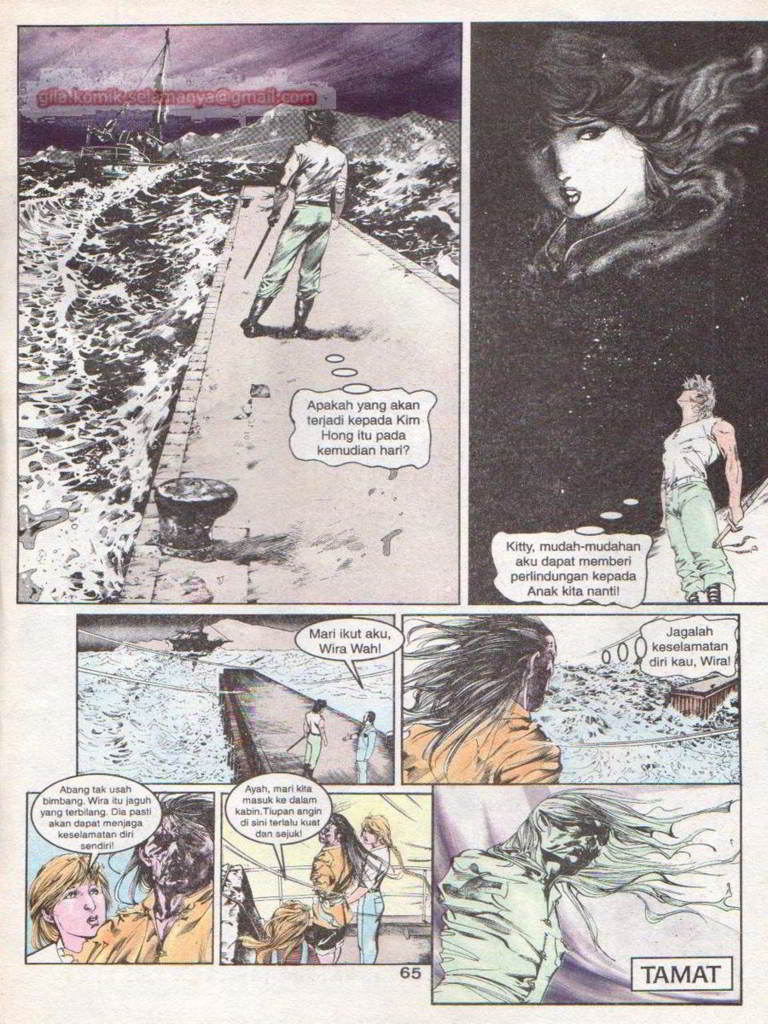 gila.komik.selamanya@gmail.com
Apakah yang akan
terjadi kepada Kim
Hong itu pada
kemudian hari?
Kitty, mudah-mudahan
aku dapat memberi
perlindungan kepada
Anak kita nanti!
Mari ikut aku,
Wira Wah!
Jagalah
keselamatan
diri kau, Wira!
Abang tak usah
bimbang. Wira itu jaguh
yang terbilang. Dia pasti
akan dapat menjaga
keselamatan diri
sendiri!
Ayah, mari kita
masuk ke dalam
kabin.Tiupan angin
di sini terlalu kuat
dan sejuk!
TAMAT
65